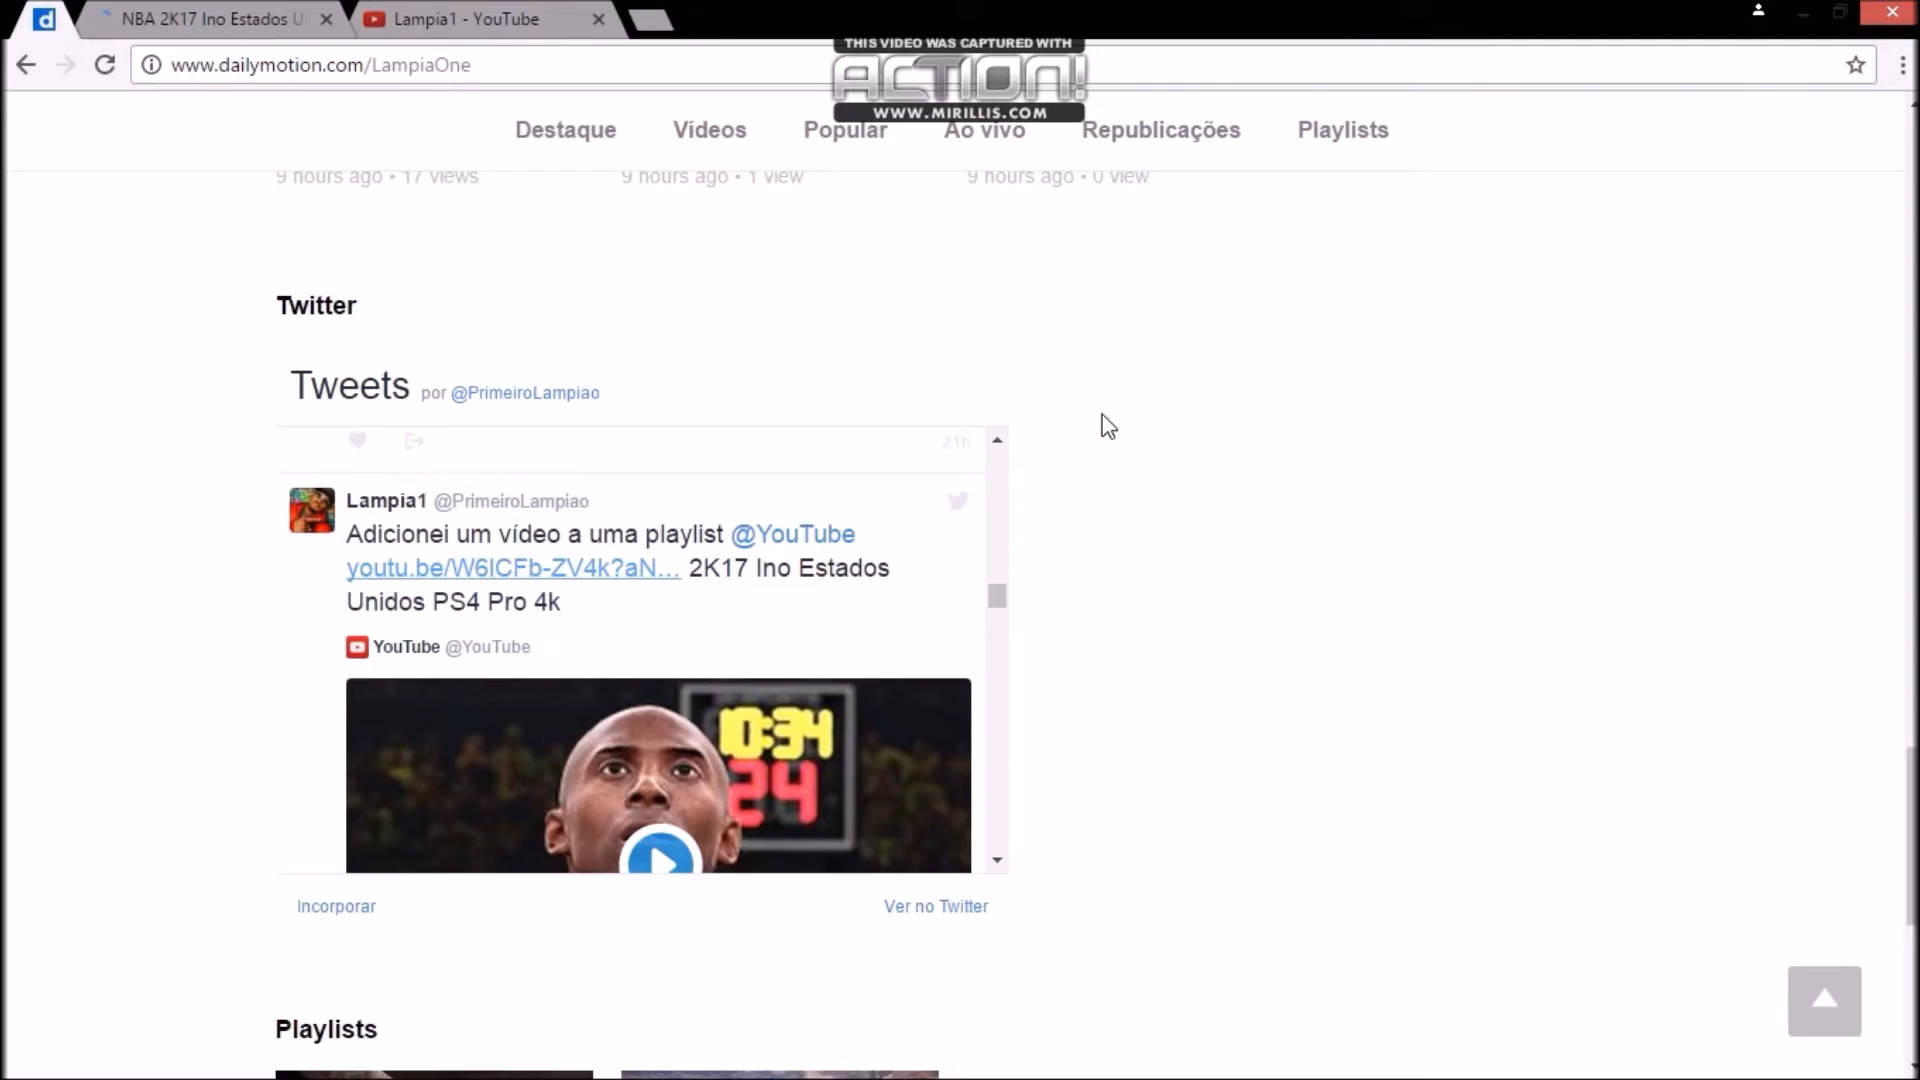 NBA 2K17 Ino Estados U
Lampia1 - YouTube
www.dailymotion.com/LampiaOne
THIS VIDEO WAS CAPTURED WITH
ACTION!
WWW.MIRILLIS.COM
Destaque Vídeos Popular Ao vivo Republicações Playlists
9 hours ago • 17 views 9 hours ago • 1 view 9 hours ago • 0 view
Twitter
Tweets por @PrimeiroLampiao
21h
Lampia1 @PrimeiroLampiao
Adicionei um vídeo a uma playlist @YouTube
youtu.be/W6ICFb-ZV4k?aN… 2K17 Ino Estados
Unidos PS4 Pro 4k
YouTube @YouTube
10:34
24
Incorporar Ver no Twitter
Playlists